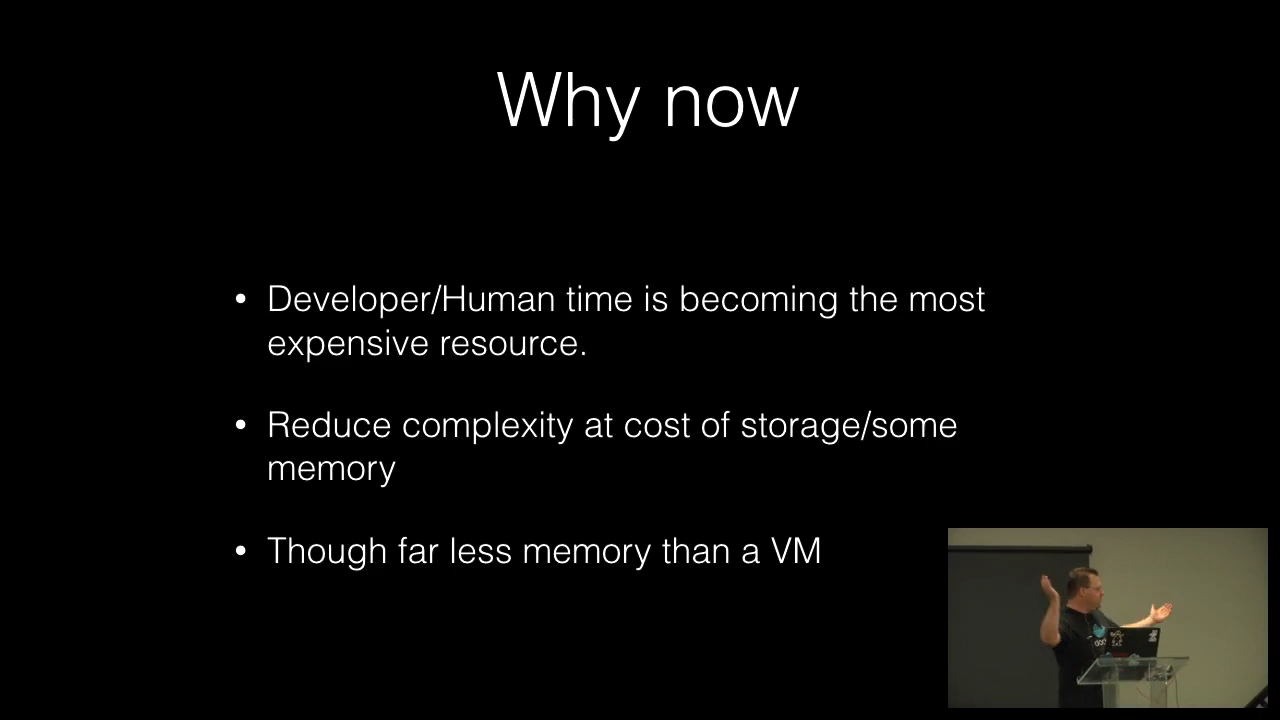 Why now
• Developer/Human time is becoming the most
expensive resource.
• Reduce complexity at cost of storage/some
memory
• Though far less memory than a VM